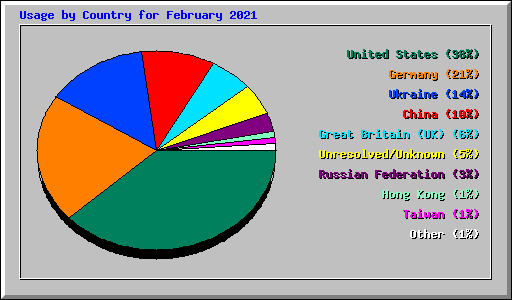 Usage by Country for February 2021
United States (38%)
Germany (21%)
Ukraine (14%)
China (10%)
Great Britain (UK) (6%)
Unresolved/Unknown (5%)
Russian Federation (3%)
Hong Kong (1%)
Taiwan (1%)
Other (1%)